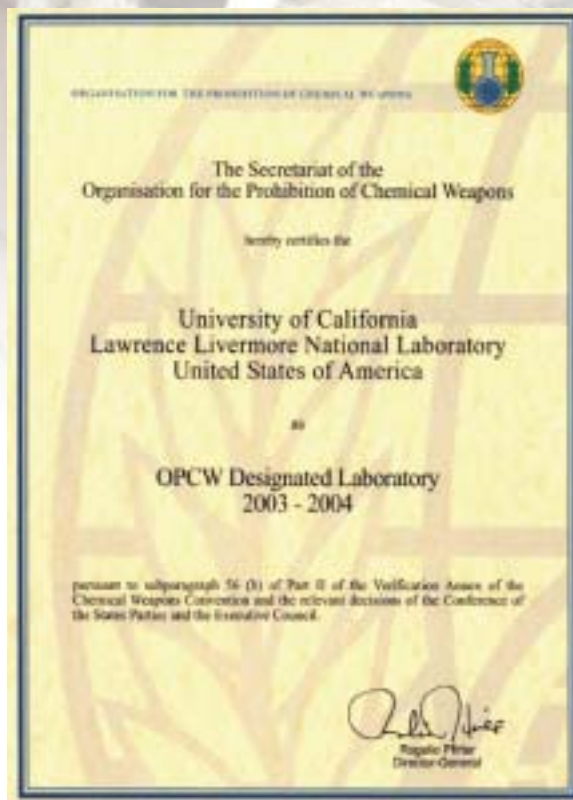 ORGANISATION FOR THE PROHIBITION OF CHEMICAL WEAPONS
The Secretariat of the
Organisation for the Prohibition of Chemical Weapons
hereby certifies the
University of California
Lawrence Livermore National Laboratory
United States of America
as
OPCW Designated Laboratory
2003 - 2004
pursuant to subparagraph 56 (b) of Part II of the Verification Annex of the
Chemical Weapons Convention and the relevant decisions of the Conference of
the States Parties and the Executive Council.
Rogelio Pfirter
Director-General